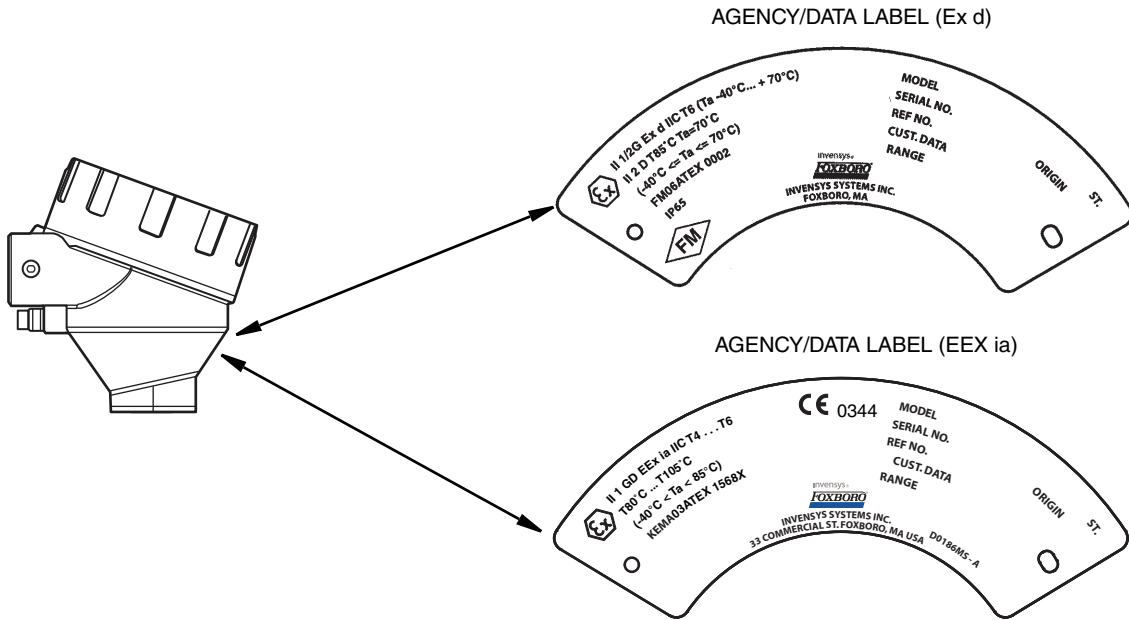 AGENCY/DATA LABEL (Ex d)
II 1/2G Ex d IIC T6 (Ta -40°C... + 70°C)
II 2 D T85°C Ta=70°C
(-40°C <= Ta <= 70°C)
FM06ATEX 0002
IP65
Ex
FM
invensys
FOXBORO
INVENSYS SYSTEMS INC.
FOXBORO, MA
MODEL
SERIAL NO.
REF NO.
CUST. DATA
RANGE
ORIGIN
ST.
AGENCY/DATA LABEL (EEX ia)
II 1 GD EEx ia IIC T4 . . . T6
T80°C ... T105°C
(-40°C < Ta < 85°C)
KEMA03ATEX 1568X
Ex
CE 0344
invensys
FOXBORO
INVENSYS SYSTEMS INC.
33 COMMERCIAL ST. FOXBORO, MA USA
D0186MS - A
MODEL
SERIAL NO.
REF NO.
CUST. DATA
RANGE
ORIGIN
ST.